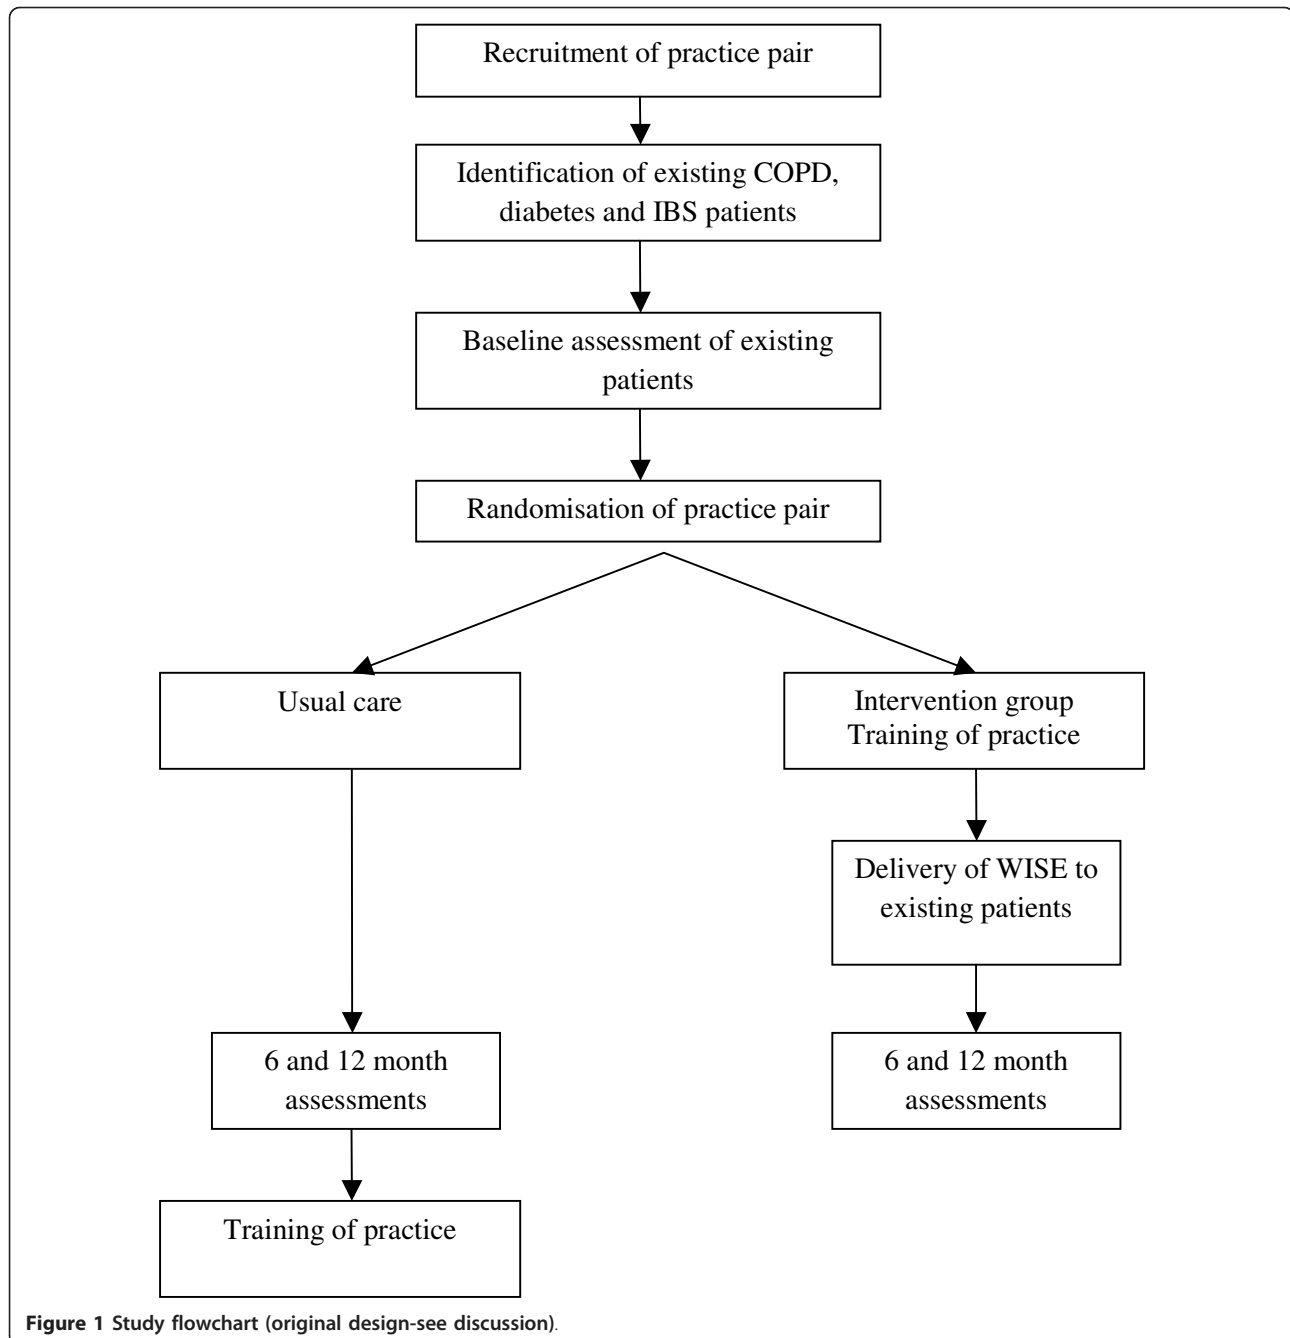 Recruitment of practice pair
Identification of existing COPD,
diabetes and IBS patients
Baseline assessment of existing
patients
Randomisation of practice pair
Usual care
Intervention group
Training of practice
Delivery of WISE to
existing patients
6 and 12 month
assessments
6 and 12 month
assessments
Training of practice
Figure 1 Study flowchart (original design-see discussion).